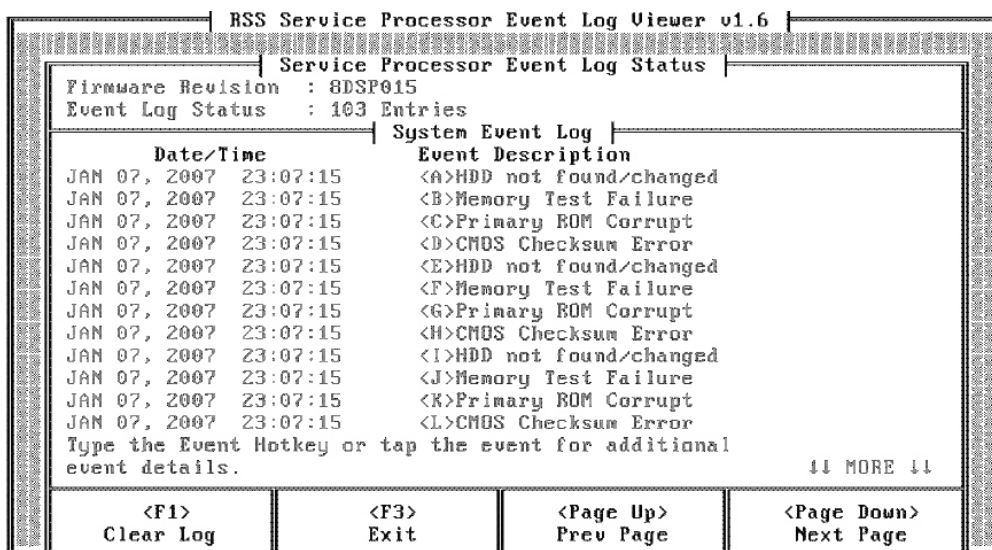 RSS Service Processor Event Log Viewer v1.6
Service Processor Event Log Status
Firmware Revision : 8DSP015
Event Log Status : 103 Entries
System Event Log
Date/Time Event Description
JAN 07, 2007 23:07:15 <A>HDD not found/changed
JAN 07, 2007 23:07:15 <B>Memory Test Failure
JAN 07, 2007 23:07:15 <C>Primary ROM Corrupt
JAN 07, 2007 23:07:15 <D>CMOS Checksum Error
JAN 07, 2007 23:07:15 <E>HDD not found/changed
JAN 07, 2007 23:07:15 <F>Memory Test Failure
JAN 07, 2007 23:07:15 <G>Primary ROM Corrupt
JAN 07, 2007 23:07:15 <H>CMOS Checksum Error
JAN 07, 2007 23:07:15 <I>HDD not found/changed
JAN 07, 2007 23:07:15 <J>Memory Test Failure
JAN 07, 2007 23:07:15 <K>Primary ROM Corrupt
JAN 07, 2007 23:07:15 <L>CMOS Checksum Error
Type the Event Hotkey or tap the event for additional
event details. ↓↓ MORE ↓↓
<F1> <F3> <Page Up> <Page Down>
Clear Log Exit Prev Page Next Page